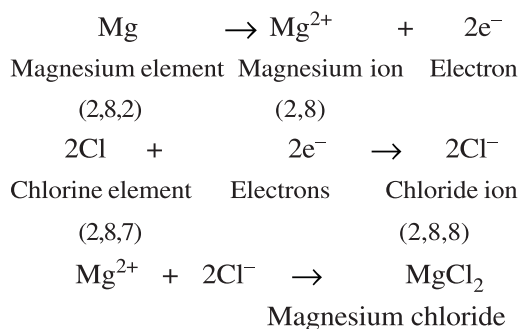 Mg → Mg²⁺ + 2e⁻
Magnesium element Magnesium ion Electron
(2,8,2) (2,8)
2Cl + 2e⁻ → 2Cl⁻
Chlorine element Electrons Chloride ion
(2,8,7) (2,8,8)
Mg²⁺ + 2Cl⁻ → MgCl₂
Magnesium chloride